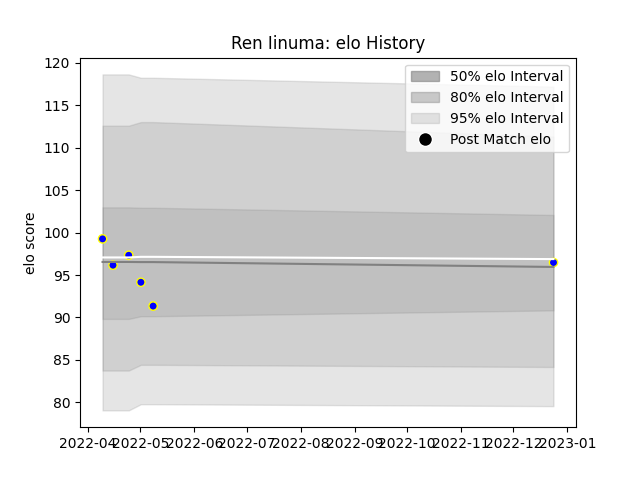 Ren Iinuma: elo History
50% elo Interval
80% elo Interval
95% elo Interval
Post Match elo
elo score
120
115
110
105
100
95
90
85
80
2022-04 2022-05 2022-06 2022-07 2022-08 2022-09 2022-10 2022-11 2022-12 2023-01